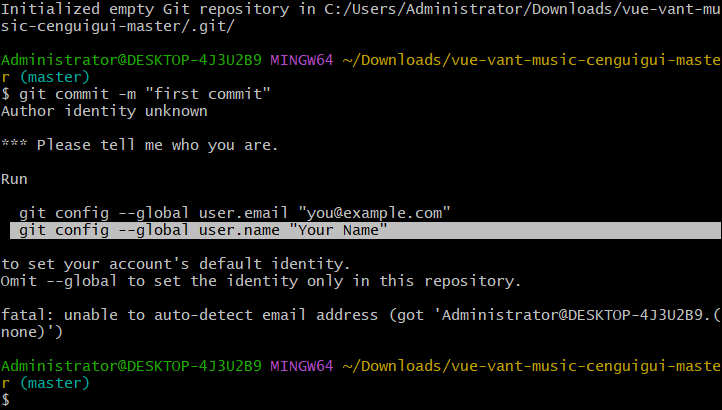 Initialized empty Git repository in C:/Users/Administrator/Downloads/vue-vant-mu
sic-cenguigui-master/.git/
Administrator@DESKTOP-4J3U2B9 MINGW64 ~/Downloads/vue-vant-music-cenguigui-maste
r (master)
$ git commit -m "first commit"
Author identity unknown
*** Please tell me who you are.
Run
git config --global user.email "you@example.com"
git config --global user.name "Your Name"
to set your account's default identity.
Omit --global to set the identity only in this repository.
fatal: unable to auto-detect email address (got 'Administrator@DESKTOP-4J3U2B9.(
none)')
Administrator@DESKTOP-4J3U2B9 MINGW64 ~/Downloads/vue-vant-music-cenguigui-maste
r (master)
$